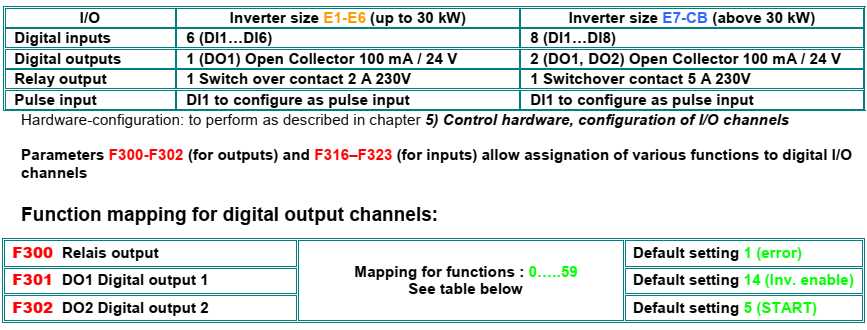 I/O Inverter size E1-E6 (up to 30 kW) Inverter size E7-CB (above 30 kW)
Digital inputs 6 (DI1…DI6) 8 (DI1…DI8)
Digital outputs 1 (DO1) Open Collector 100 mA / 24 V 2 (DO1, DO2) Open Collector 100 mA / 24 V
Relay output 1 Switch over contact 2 A 230V 1 Switchover contact 5 A 230V
Pulse input DI1 to configure as pulse input DI1 to configure as pulse input
Hardware-configuration: to perform as described in chapter 5) Control hardware, configuration of I/O channels
Parameters F300-F302 (for outputs) and F316–F323 (for inputs) allow assignation of various functions to digital I/O
channels
Function mapping for digital output channels:
F300 Relais output Default setting 1 (error)
F301 DO1 Digital output 1 Mapping for functions : 0…..59 Default setting 14 (Inv. enable)
See table below
F302 DO2 Digital output 2 Default setting 5 (START)